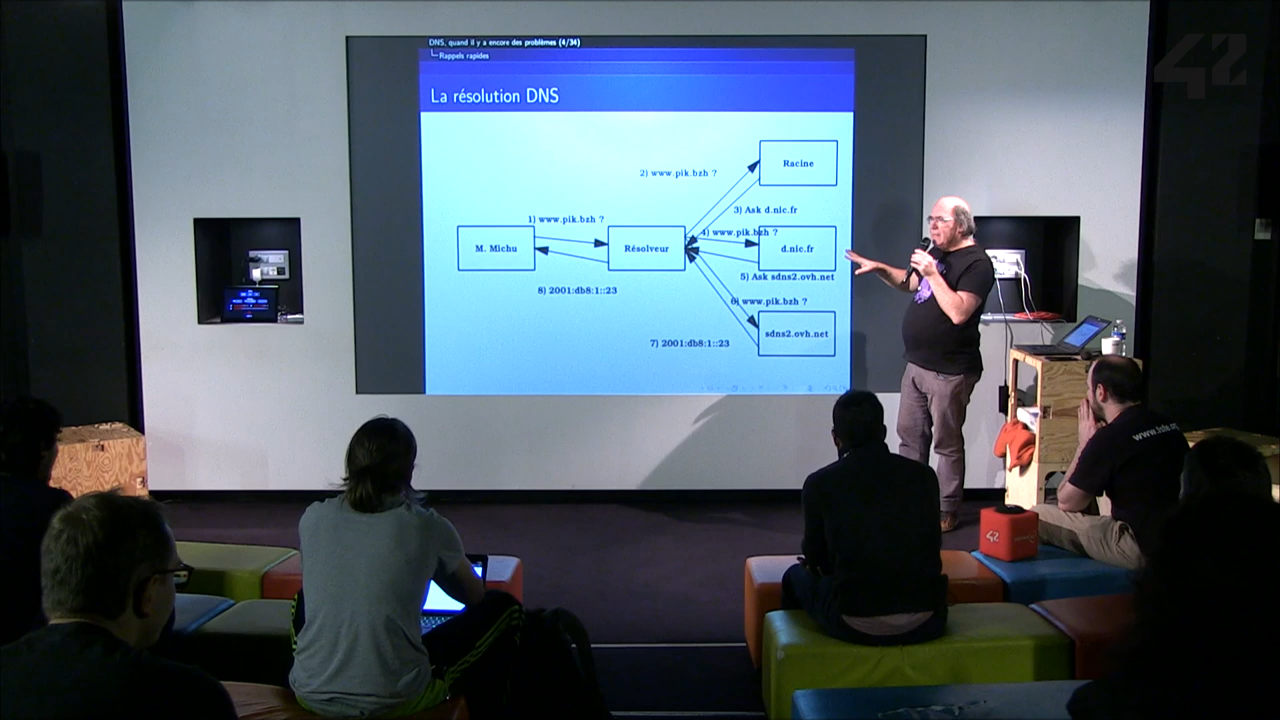 DNS, quand il y a encore des problèmes (4/34)
Rappels rapides
La résolution DNS
Racine
2) www.pik.bzh ?
3) Ask d.nic.fr
1) www.pik.bzh ?
4) www.pik.bzh ?
M. Michu
Résolveur
d.nic.fr
5) Ask sdns2.ovh.net
8) 2001:db8:1::23
6) www.pik.bzh ?
sdns2.ovh.net
7) 2001:db8:1::23
42
42